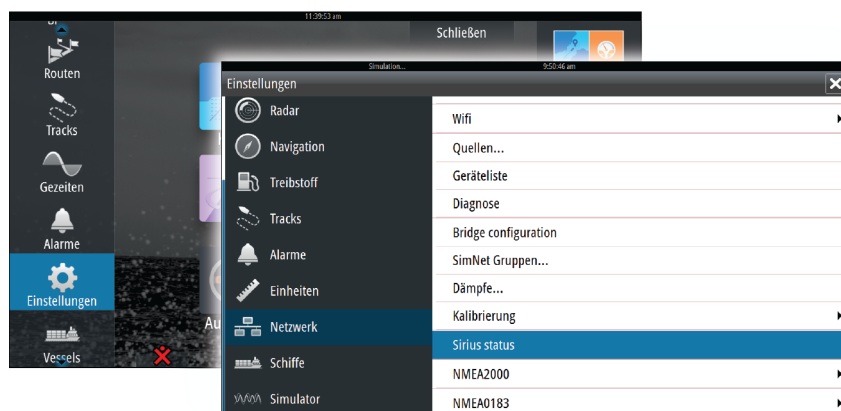 11:39:53 am
Schließen
Routen
Tracks
Gezeiten
Alarme
Einstellungen
Vessels
Au
Simulation...
9:50:46 am
Einstellungen
Radar
Navigation
Treibstoff
Tracks
Alarme
Einheiten
Netzwerk
Schiffe
Simulator
Wifi
Quellen...
Geräteliste
Diagnose
Bridge configuration
SimNet Gruppen...
Dämpfe...
Kalibrierung
Sirius status
NMEA2000
NMEA0183